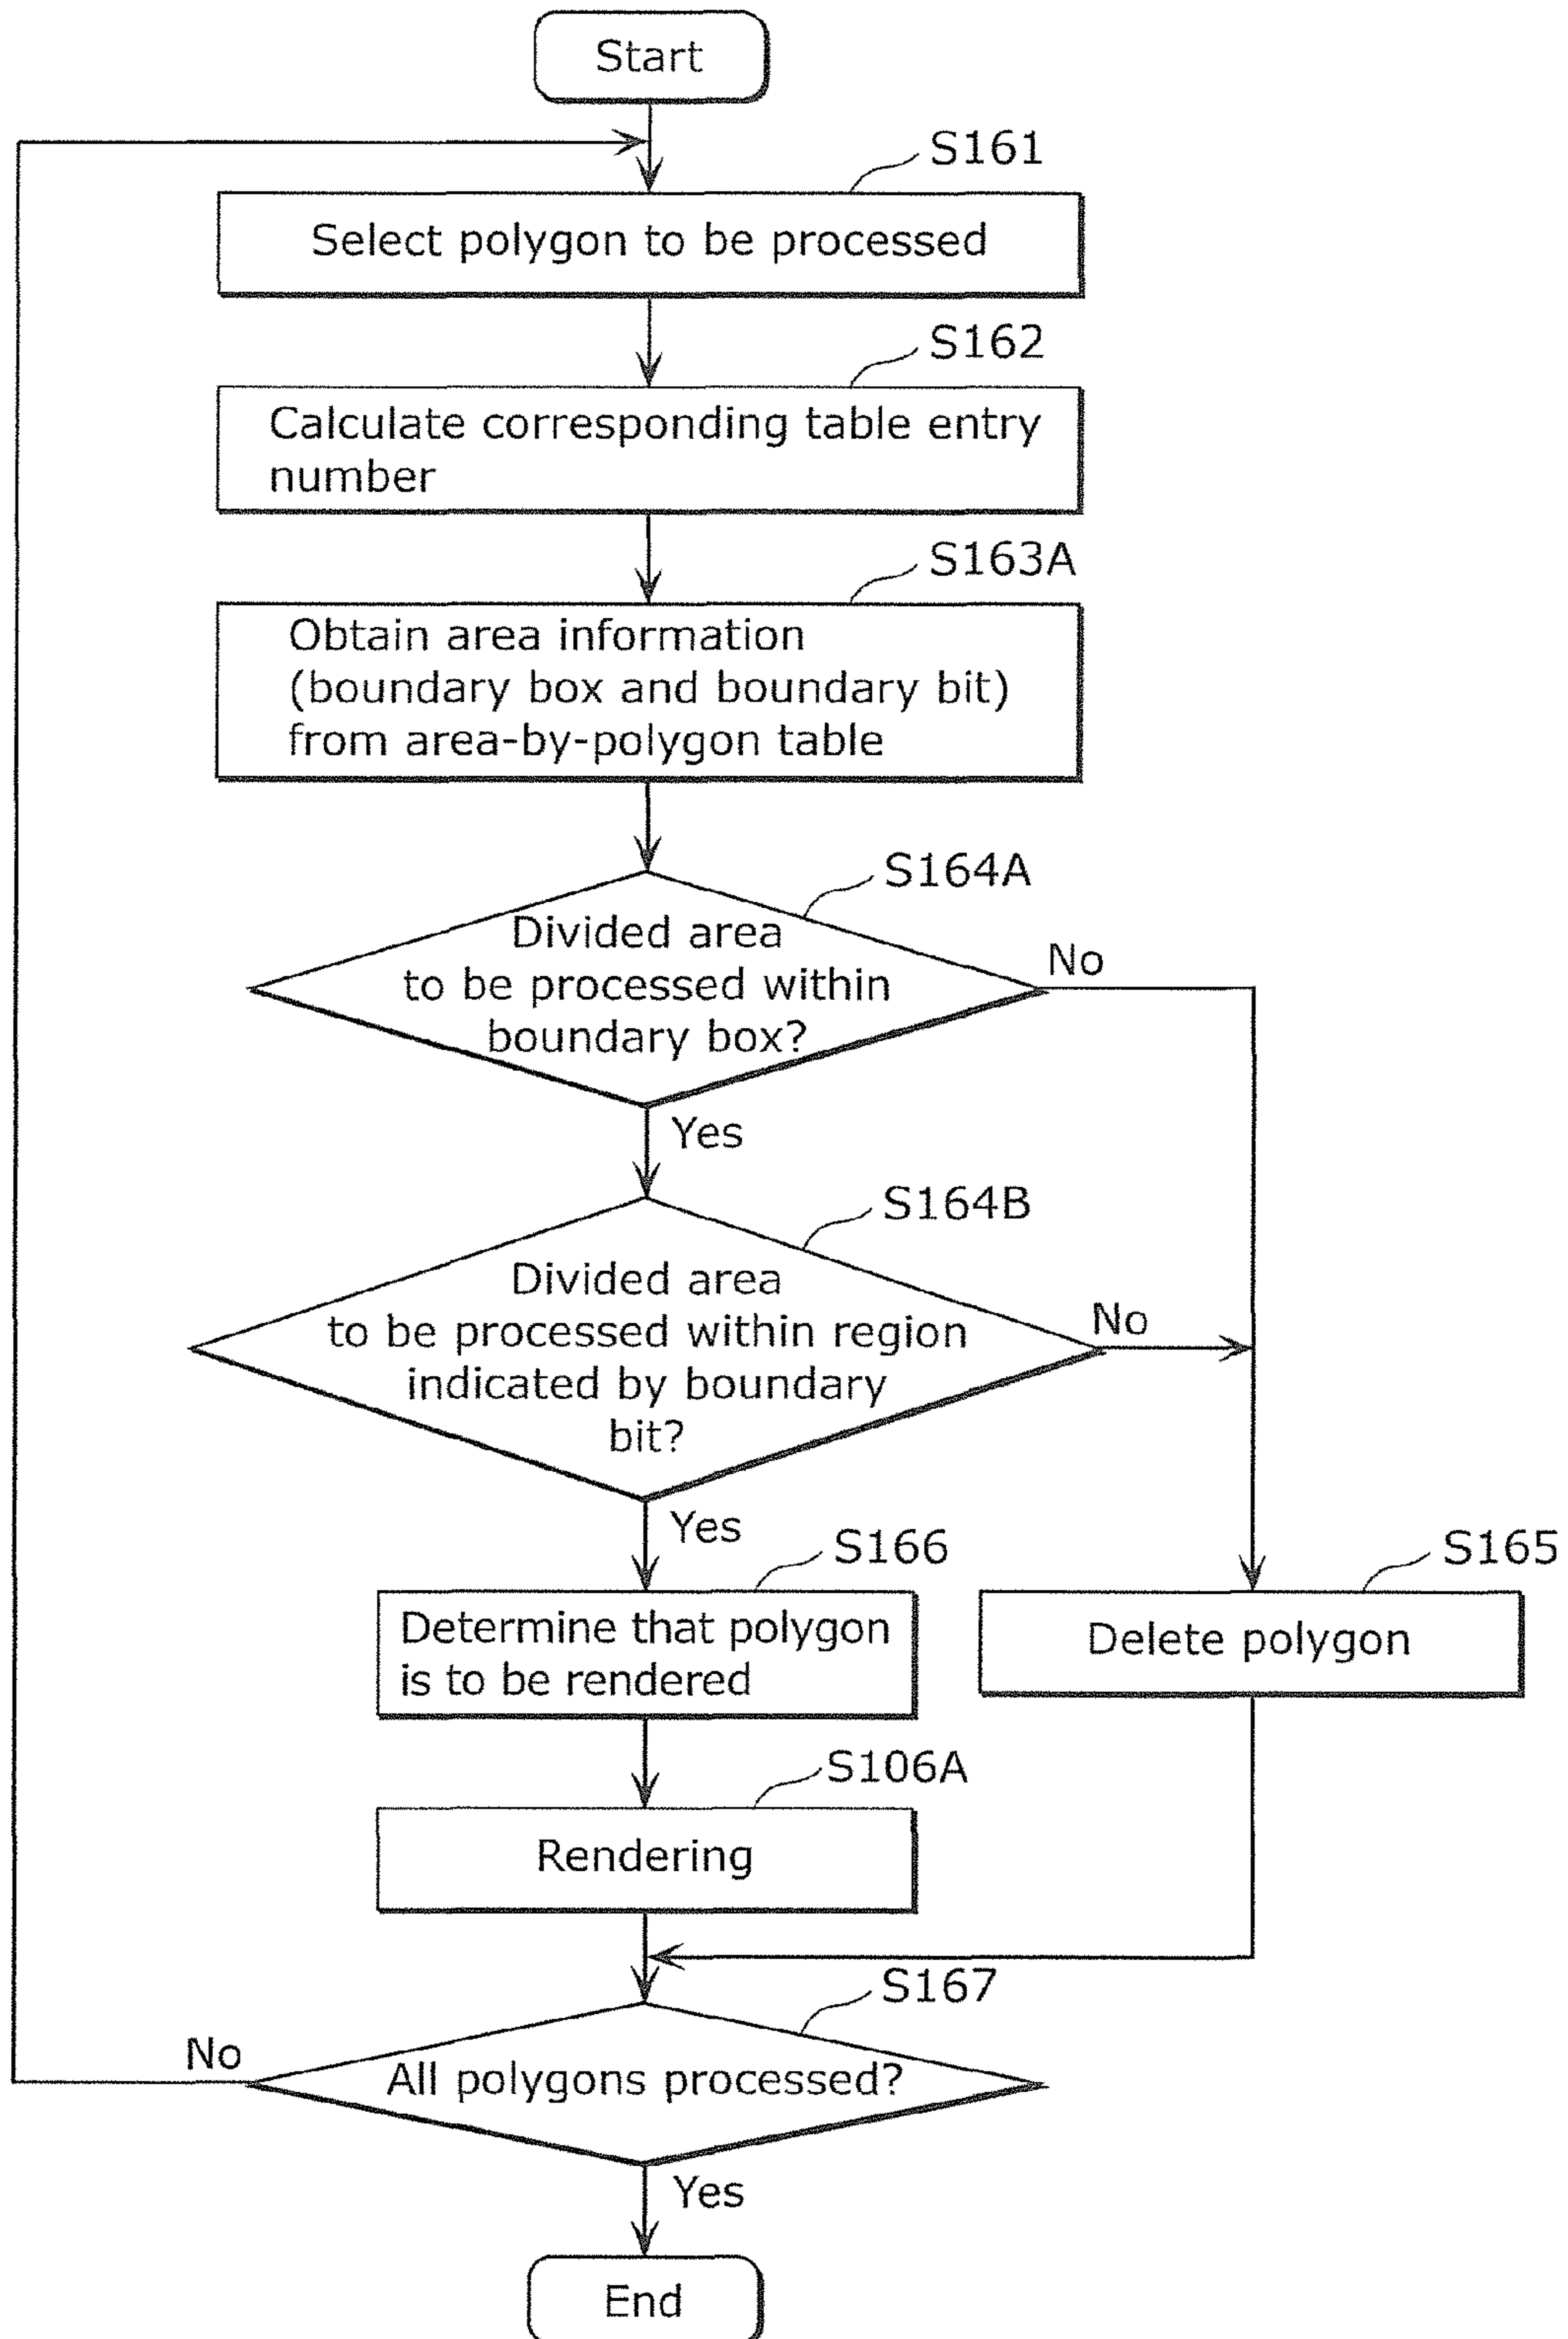 Start
S161
Select polygon to be processed
S162
Calculate corresponding table entry
number
S163A
Obtain area information
(boundary box and boundary bit)
from area-by-polygon table
S164A
Divided area
to be processed within
boundary box?
No
Yes
S164B
Divided area
to be processed within region
indicated by boundary
bit?
No
Yes
S166
Determine that polygon
is to be rendered
S165
Delete polygon
S106A
Rendering
S167
All polygons processed?
No
Yes
End